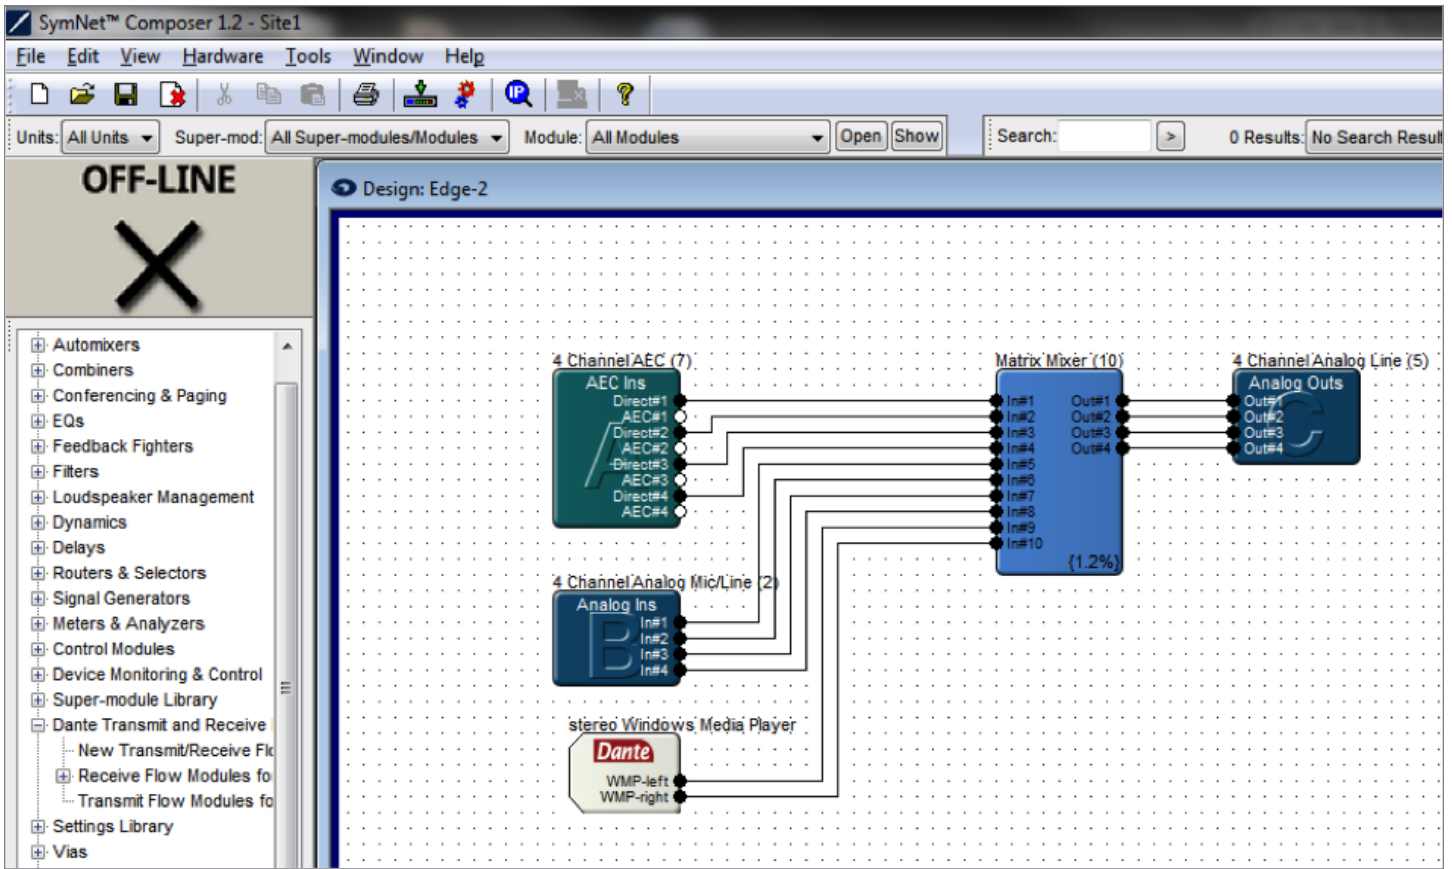 SymNet™ Composer 1.2 - Site1
File Edit View Hardware Tools Window Help
IP
?
Units: All Units Super-mod: All Super-modules/Modules Module: All Modules Open Show Search: > 0 Results: No Search Result
OFF-LINE
Design: Edge-2
Automixers
Combiners
Conferencing & Paging
EQs
Feedback Fighters
Filters
Loudspeaker Management
Dynamics
Delays
Routers & Selectors
Signal Generators
Meters & Analyzers
Control Modules
Device Monitoring & Control
Super-module Library
Dante Transmit and Receive
New Transmit/Receive Flo
Receive Flow Modules fo
Transmit Flow Modules fo
Settings Library
Vias
4 Channel AEC (7)
AEC Ins
A
Direct#1
AEC#1
Direct#2
AEC#2
Direct#3
AEC#3
Direct#4
AEC#4
4 Channel Analog Mic/Line (2)
Analog Ins
B
In#1
In#2
In#3
In#4
stereo Windows Media Player
Dante
WMP-left
WMP-right
Matrix Mixer (10)
In#1 Out#1
In#2 Out#2
In#3 Out#3
In#4 Out#4
In#5
In#6
In#7
In#8
In#9
In#10
{1.2%}
4 Channel Analog Line (5)
Analog Outs
C
Out#1
Out#2
Out#3
Out#4